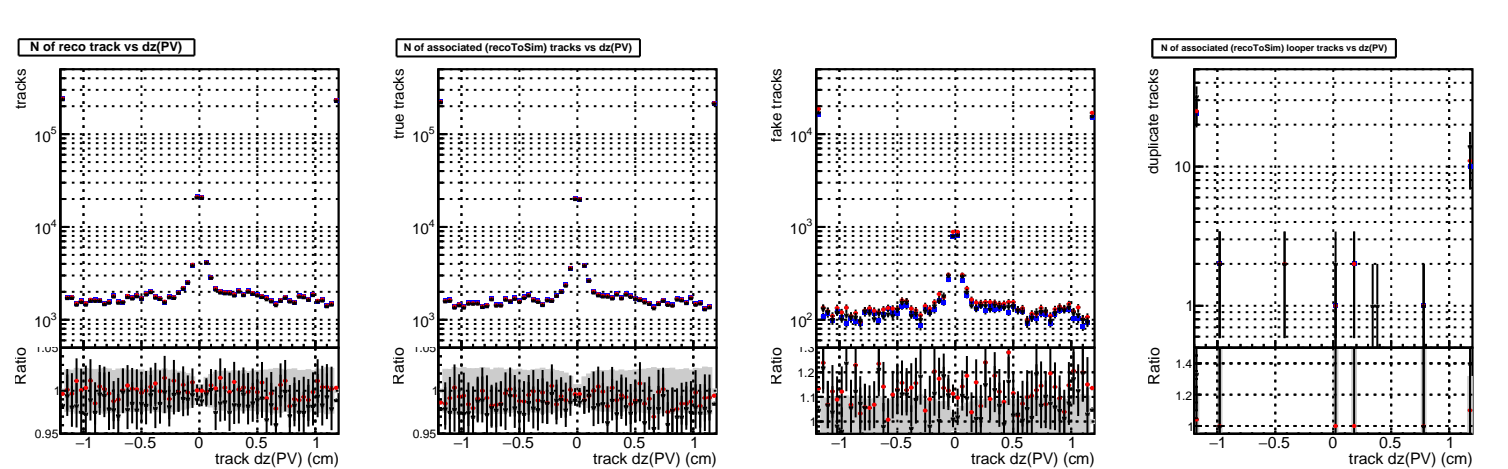 N of reco track vs dz(PV)
tracks
10^5
10^4
10^3
Ratio
1.05
1
0.95
−1 −0.5 0 0.5 1
track dz(PV) (cm)
N of associated (recoToSim) tracks vs dz(PV)
true tracks
10^5
10^4
10^3
Ratio
1.05
1
0.95
−1 −0.5 0 0.5 1
track dz(PV) (cm)
fake tracks
10^4
10^3
10^2
Ratio
1.3
1.2
1.1
1
−1 −0.5 0 0.5 1
track dz(PV) (cm)
N of associated (recoToSim) looper tracks vs dz(PV)
duplicate tracks
10
1
Ratio
1.4
1.2
1
−1 −0.5 0 0.5 1
track dz(PV) (cm)